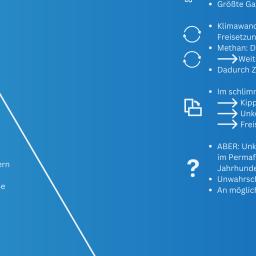 • Größte Ga
• Klimawand
Freisetzun
• Methan: D
Weit
• Dadurch Z
• Im schlimm
Kipp
Unk
Freis
• ABER: Unk
im Permaf
Jahrhunde
• Unwahrsch
• An möglich
?
ern
e